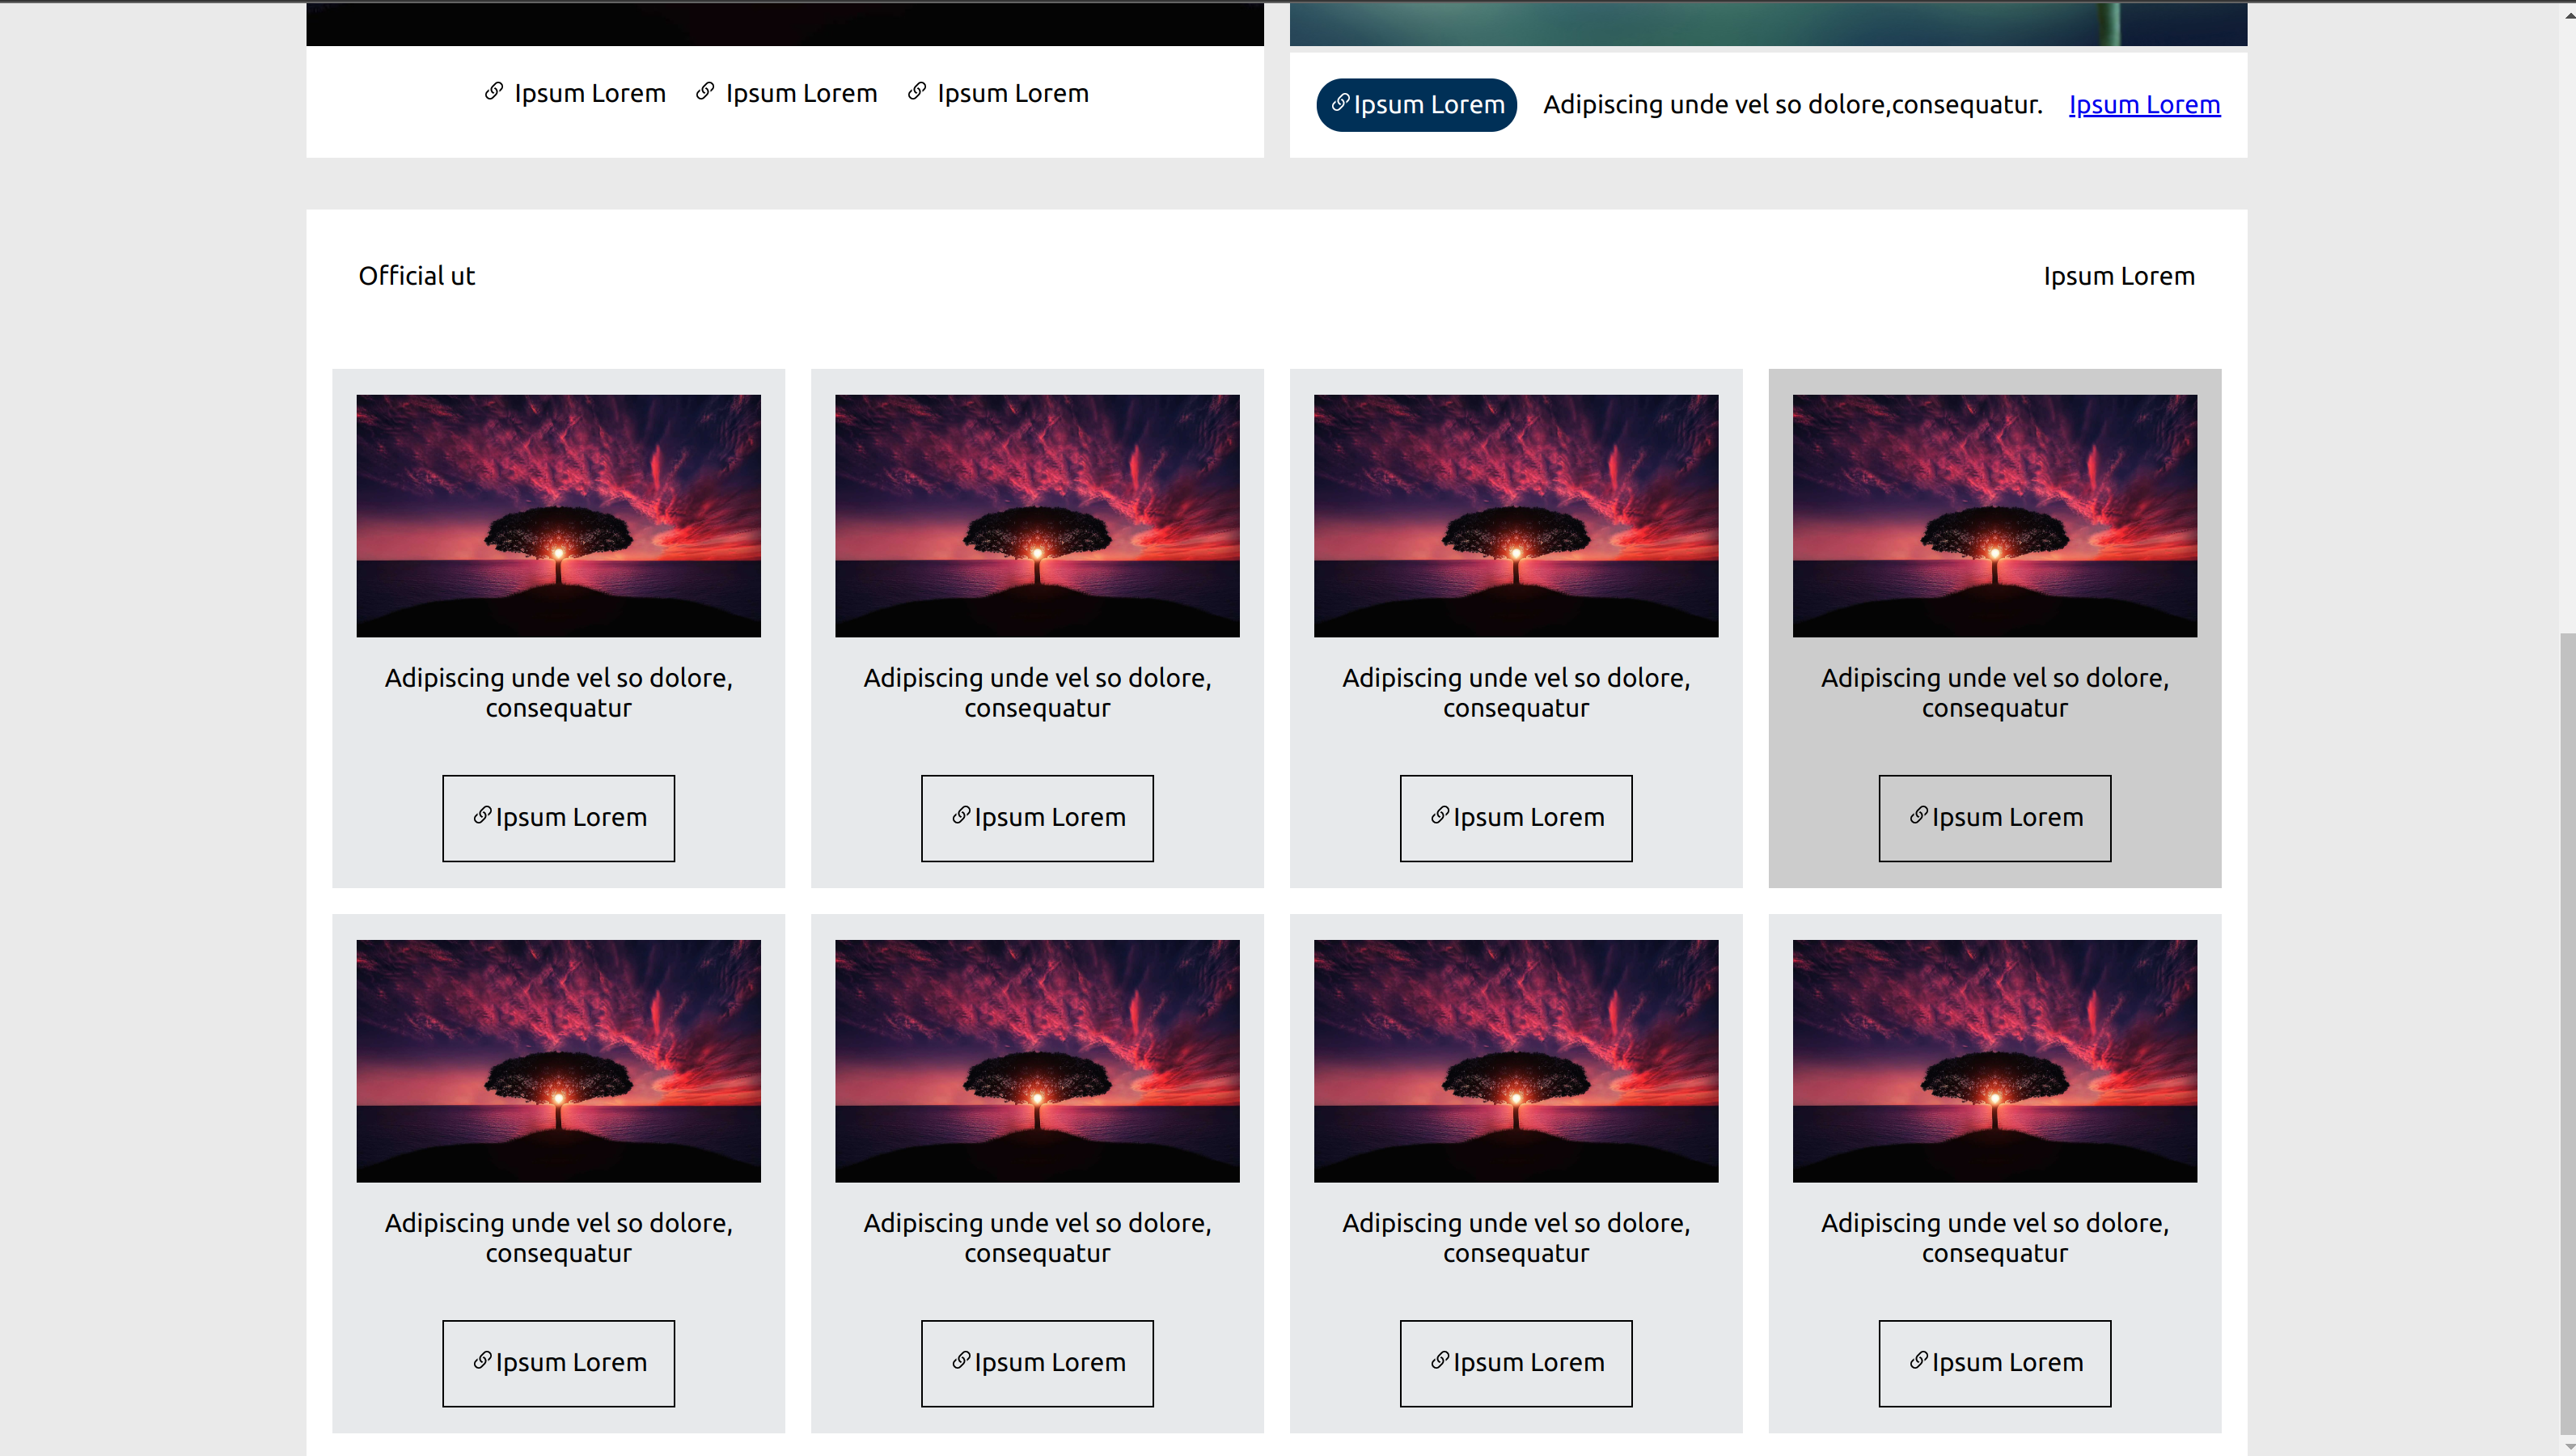 Ipsum Lorem Ipsum Lorem Ipsum Lorem
Ipsum Lorem Adipiscing unde vel so dolore,consequatur. Ipsum Lorem
Official ut
Ipsum Lorem
Adipiscing unde vel so dolore,
consequatur
Ipsum Lorem
Adipiscing unde vel so dolore,
consequatur
Ipsum Lorem
Adipiscing unde vel so dolore,
consequatur
Ipsum Lorem
Adipiscing unde vel so dolore,
consequatur
Ipsum Lorem
Adipiscing unde vel so dolore,
consequatur
Ipsum Lorem
Adipiscing unde vel so dolore,
consequatur
Ipsum Lorem
Adipiscing unde vel so dolore,
consequatur
Ipsum Lorem
Adipiscing unde vel so dolore,
consequatur
Ipsum Lorem